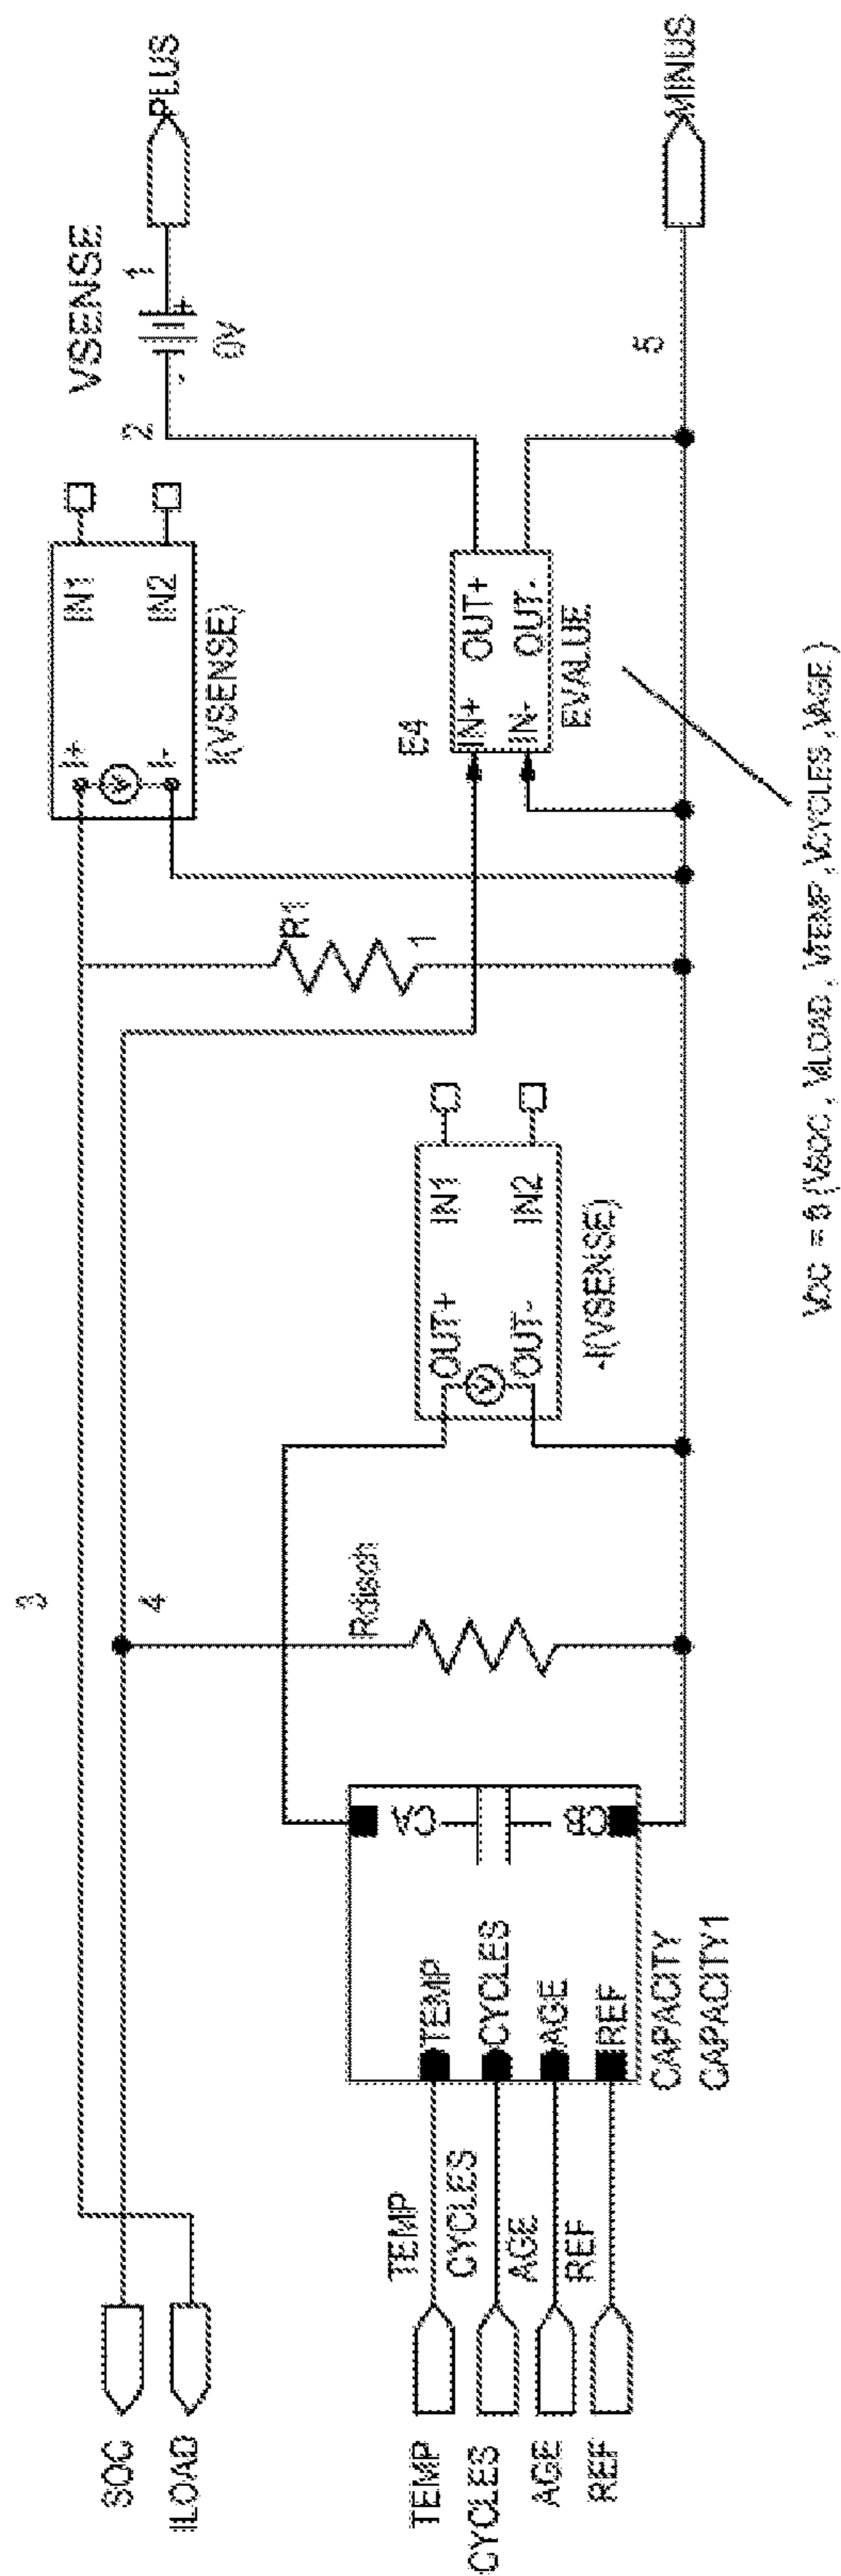 SOC
ILOAD
3
4
VSENSE
2
1
PLUS
-
+
0V
I+
I-
V
IN1
IN2
I(VSENSE)
R1
1
E4
IN+
IN-
OUT+
OUT-
EVALUE
5
MINUS
Rdisch
OUT+
OUT-
V
IN1
IN2
-I(VSENSE)
CA
CB
TEMP
CYCLES
AGE
REF
TEMP
CYCLES
AGE
REF
TEMP
CYCLES
AGE
REF
CAPACITY
CAPACITY1